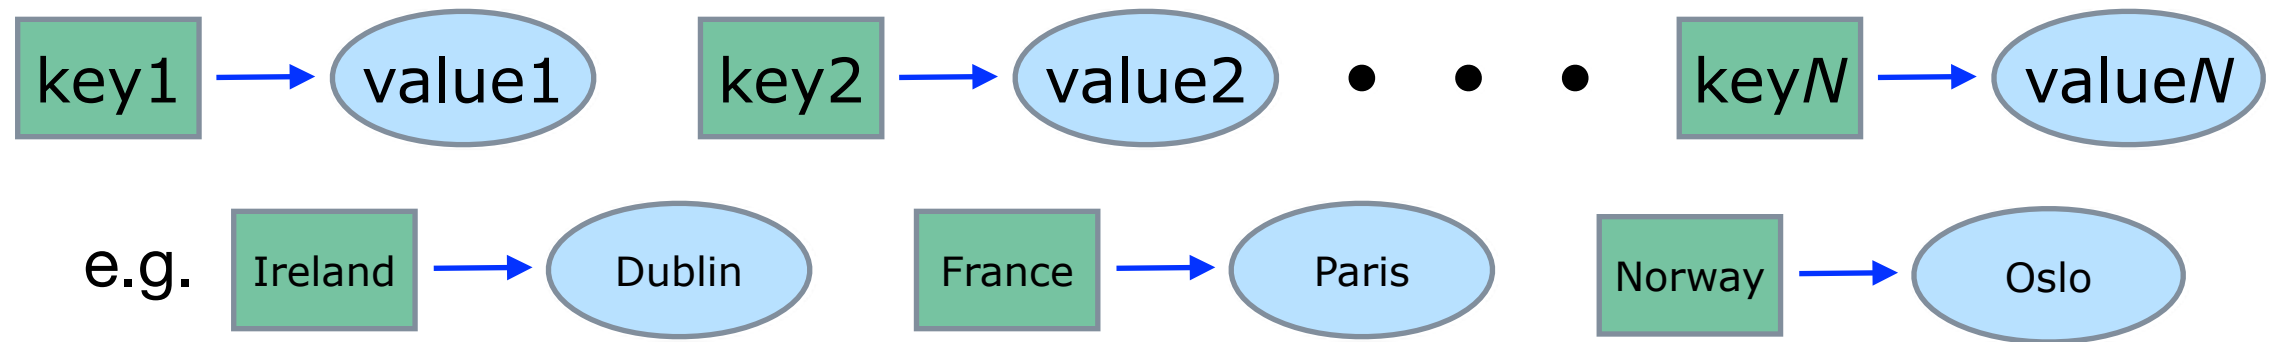 key1 value1 key2 value2 • • • keyN valueN
e.g. Ireland Dublin France Paris Norway Oslo